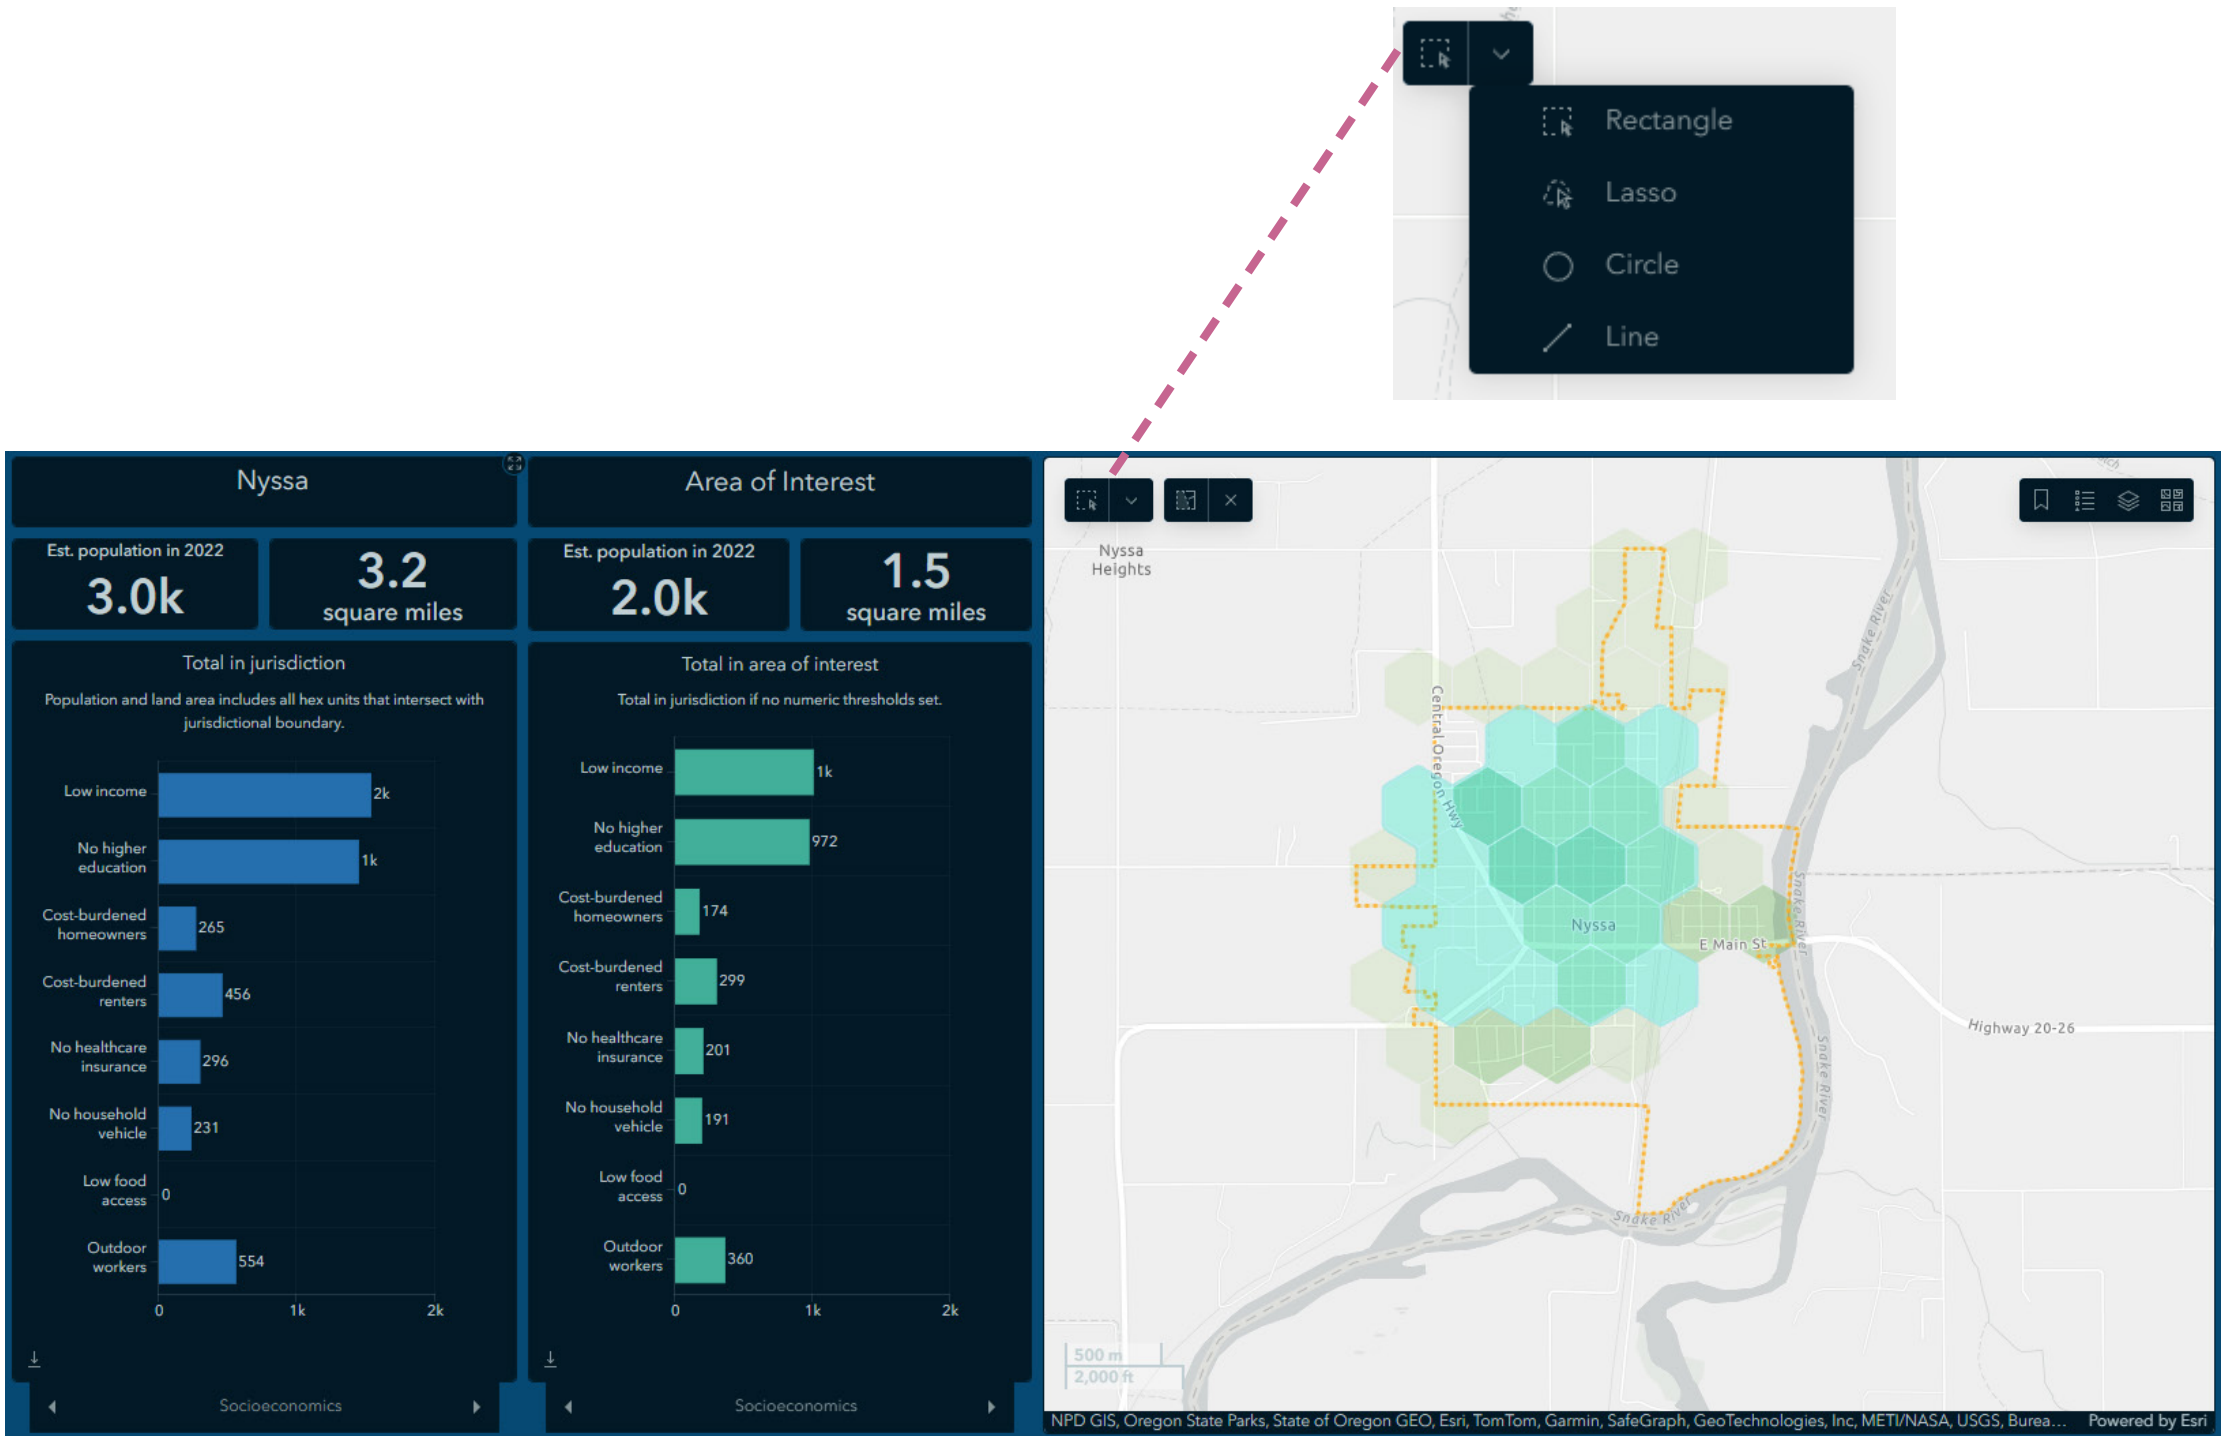 Rectangle
Lasso
Circle
Line
Nyssa
Est. population in 2022
3.0k
3.2
square miles
Total in jurisdiction
Population and land area includes all hex units that intersect with
jurisdictional boundary.
Low income
2k
No higher
education
1k
Cost-burdened
homeowners
265
Cost-burdened
renters
456
No healthcare
insurance
296
No household
vehicle
231
Low food
access
0
Outdoor
workers
554
0 1k 2k
Socioeconomics
Area of Interest
Est. population in 2022
2.0k
1.5
square miles
Total in area of interest
Total in jurisdiction if no numeric thresholds set.
Low income
1k
No higher
education
972
Cost-burdened
homeowners
174
Cost-burdened
renters
299
No healthcare
insurance
201
No household
vehicle
191
Low food
access
0
Outdoor
workers
360
0 1k 2k
Socioeconomics
Nyssa
Heights
Snake River
Central Oregon Hwy
Snake River
Nyssa
E Main St
Highway 20-26
Snake River
Snake River
500 m
2,000 ft
NPD GIS, Oregon State Parks, State of Oregon GEO, Esri, TomTom, Garmin, SafeGraph, GeoTechnologies, Inc, METI/NASA, USGS, Burea... Powered by Esri